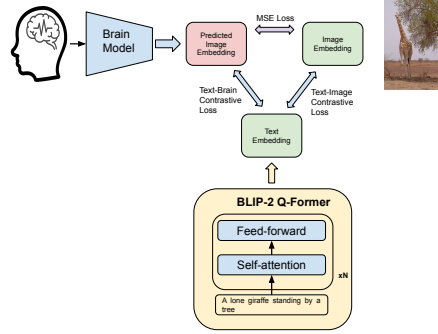 Brain
Model
Predicted
Image
Embedding
MSE Loss
Image
Embedding
Text-Brain
Contrastive
Loss
Text-Image
Contrastive
Loss
Text
Embedding
BLIP-2 Q-Former
Feed-forward
Self-attention
xN
A lone giraffe standing by a
tree